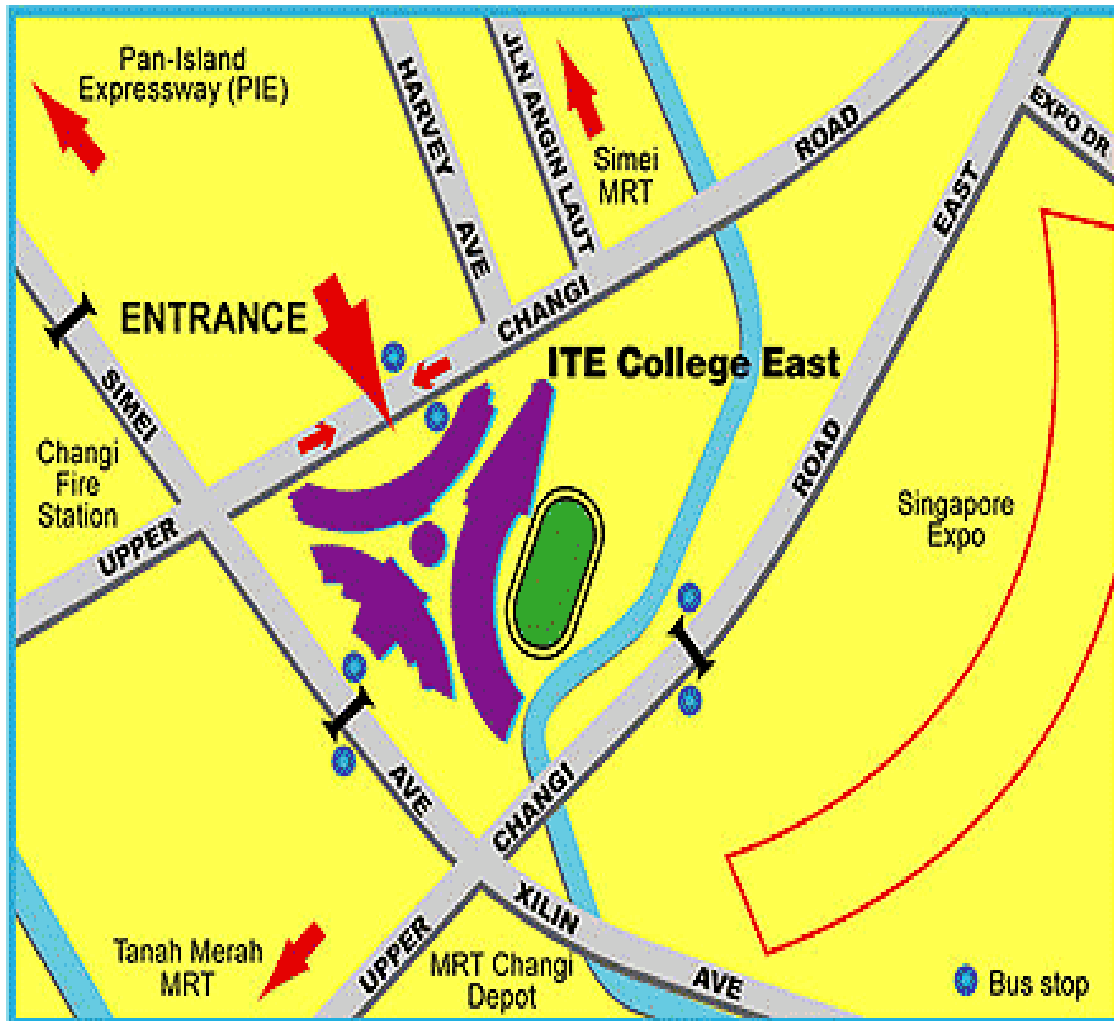 Pan-Island
Expressway (PIE)
HARVEY AVE
JLN ANGIN LAUT
Simei
MRT
EXPO DR
UPPER CHANGI ROAD
ENTRANCE
ITE College East
SIMEI AVE
Changi
Fire
Station
UPPER CHANGI ROAD EAST
Singapore
Expo
XILIN AVE
Tanah Merah
MRT
MRT Changi
Depot
Bus stop